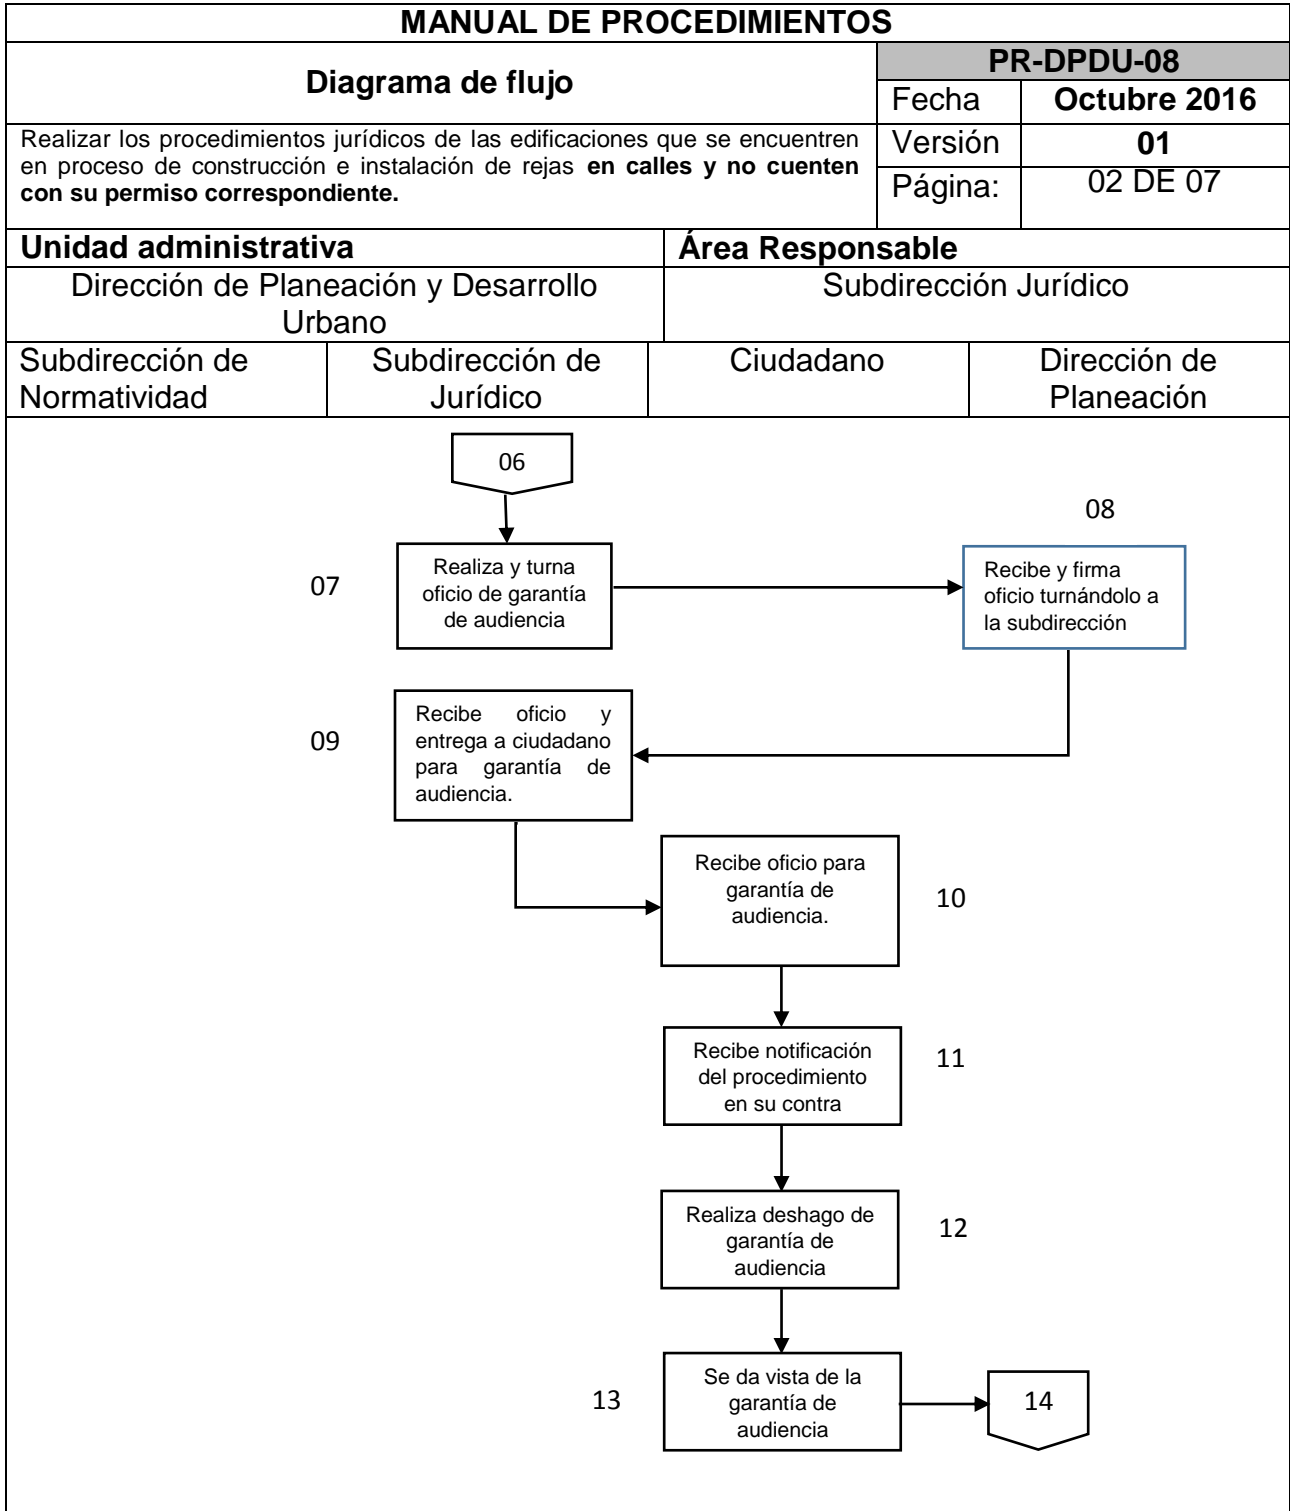 MANUAL DE PROCEDIMIENTOS
Diagrama de flujo
PR-DPDU-08
Fecha
Octubre 2016
Realizar los procedimientos jurídicos de las edificaciones que se encuentren
en proceso de construcción e instalación de rejas en calles y no cuenten
con su permiso correspondiente.
Versión
01
Página:
02 DE 07
Unidad administrativa
Área Responsable
Dirección de Planeación y Desarrollo
Urbano
Subdirección Jurídico
Subdirección de
Normatividad
Subdirección de
Jurídico
Ciudadano
Dirección de
Planeación
06
08
07
Realiza y turna
oficio de garantía
de audiencia
Recibe y firma
oficio turnándolo a
la subdirección
09
Recibe oficio y
entrega a ciudadano
para garantía de
audiencia.
Recibe oficio para
garantía de
audiencia.
10
Recibe notificación
del procedimiento
en su contra
11
Realiza deshago de
garantía de
audiencia
12
13
Se da vista de la
garantía de
audiencia
14